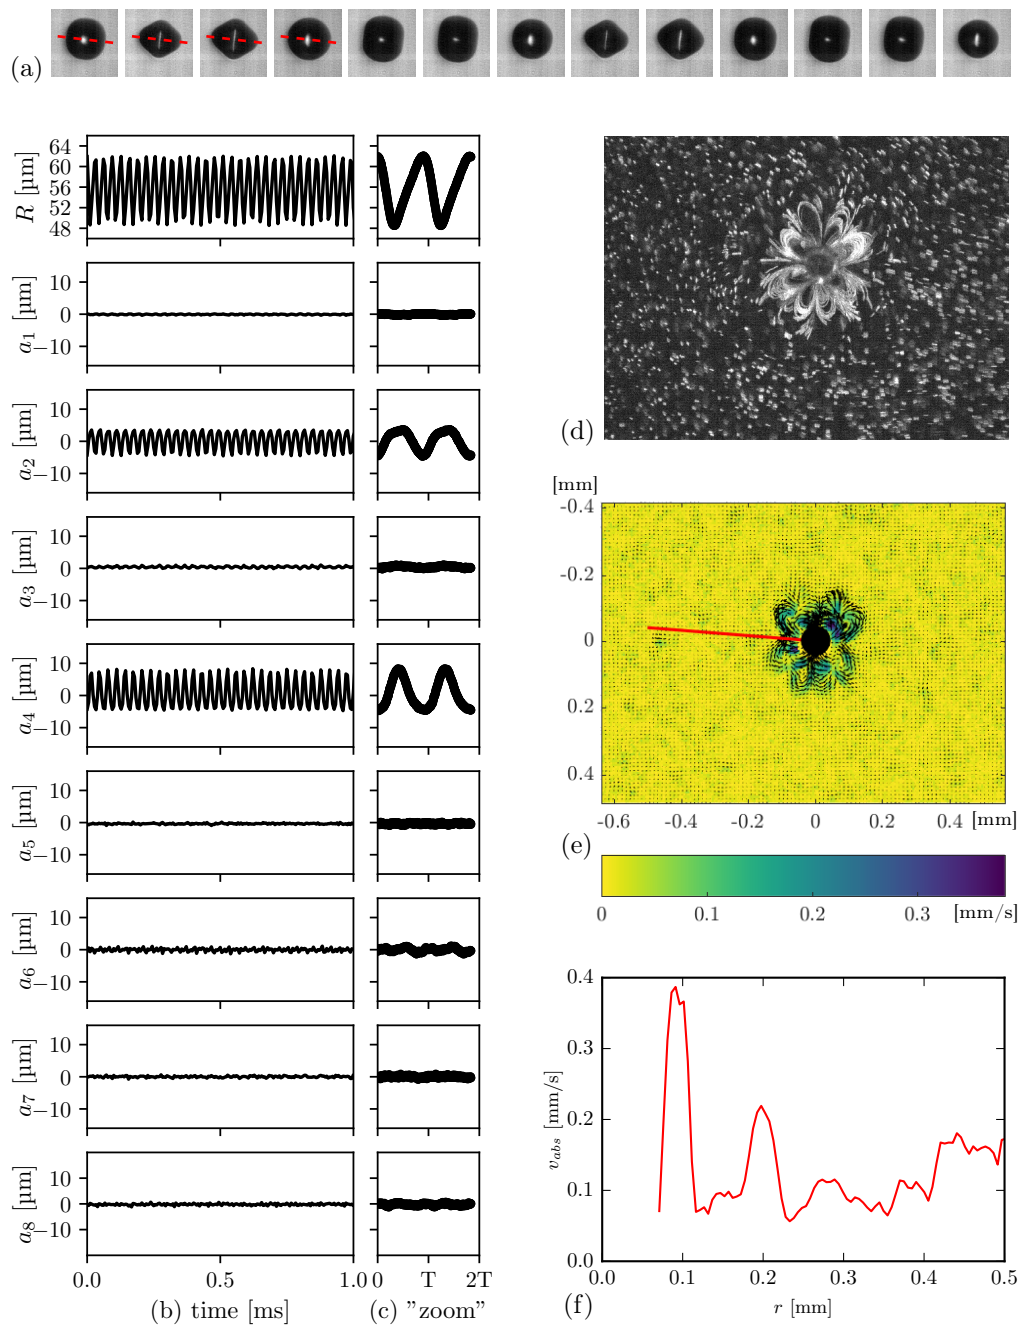 (a)
64
60
56
52
48
R [µm]
10
0
−10
a1 [µm]
10
0
−10
a2 [µm]
10
0
−10
a3 [µm]
10
0
−10
a4 [µm]
10
0
−10
a5 [µm]
10
0
−10
a6 [µm]
10
0
−10
a7 [µm]
10
0
−10
a8 [µm]
0.0 0.5 1.0
(b) time [ms]
0 T 2T
(c) "zoom"
(d)
[mm]
-0.4
-0.2
0
0.2
0.4
-0.6 -0.4 -0.2 0 0.2 0.4 [mm]
(e)
0 0.1 0.2 0.3 [mm/s]
0.4
0.3
0.2
0.1
0.0
vabs [mm/s]
0.0 0.1 0.2 0.3 0.4 0.5
(f) r [mm]